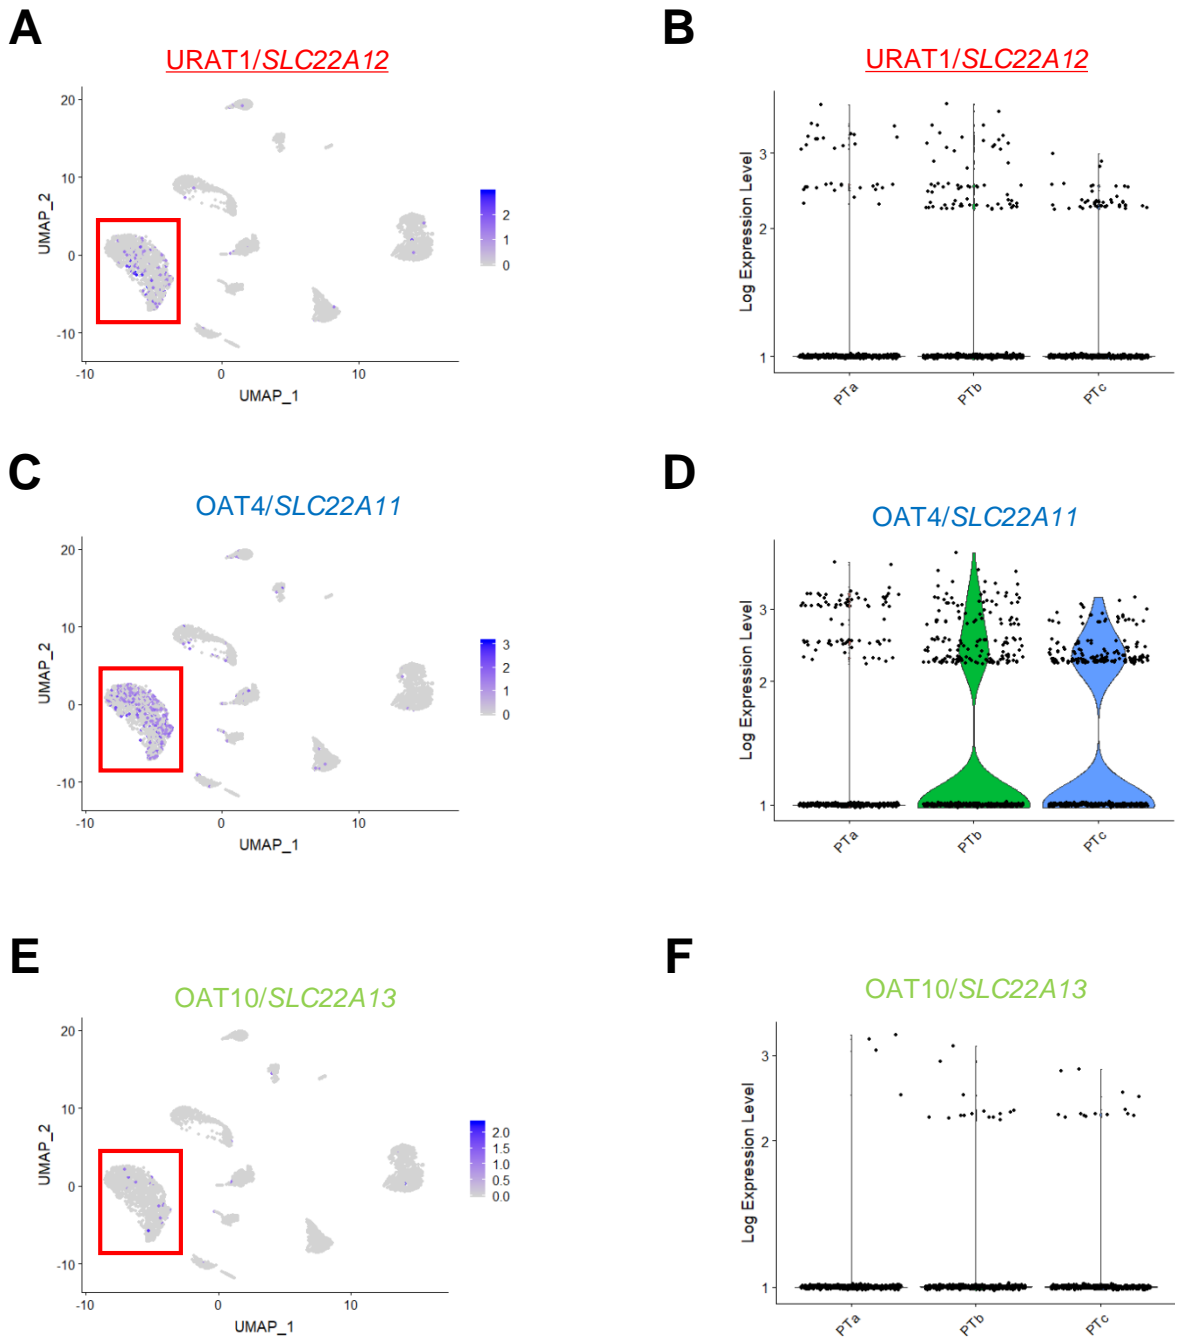 A
URAT1/SLC22A12
20
10
0
-10
UMAP_2
-10
0
10
UMAP_1
2
1
0
B
URAT1/SLC22A12
Log Expression Level
3
2
1
PTa
PTb
PTc
C
OAT4/SLC22A11
20
10
0
-10
UMAP_2
-10
0
10
UMAP_1
3
2
1
0
D
OAT4/SLC22A11
Log Expression Level
3
2
1
PTa
PTb
PTc
E
OAT10/SLC22A13
20
10
0
-10
UMAP_2
-10
0
10
UMAP_1
2.0
1.5
1.0
0.5
0.0
F
OAT10/SLC22A13
Log Expression Level
3
2
1
PTa
PTb
PTc